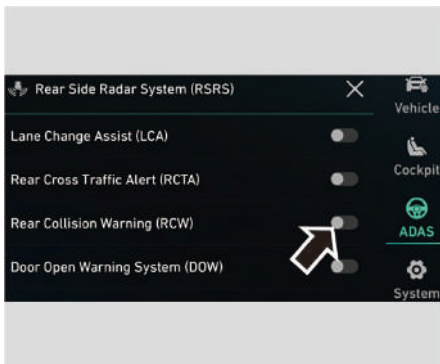 Rear Side Radar System (RSRS)
Vehicle
Lane Change Assist (LCA)
Cockpit
Rear Cross Traffic Alert (RCTA)
Rear Collision Warning (RCW)
ADAS
Door Open Warning System (DOW)
System